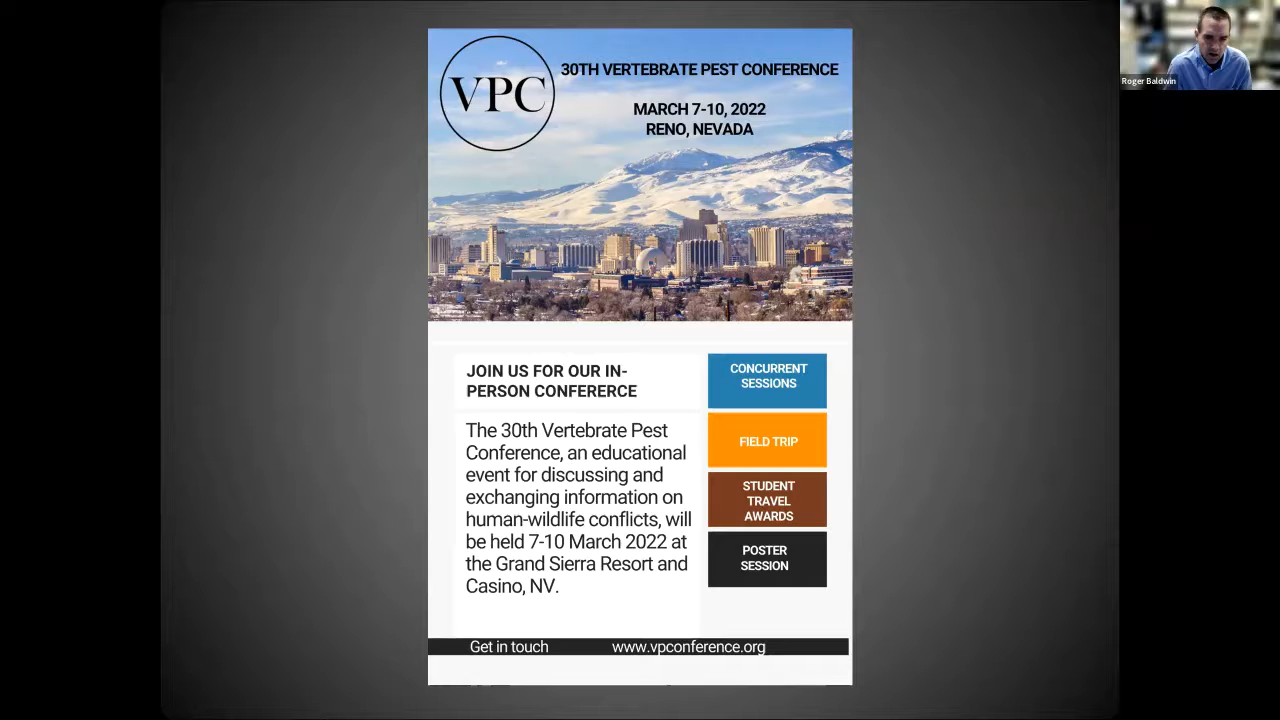 VPC
30TH VERTEBRATE PEST CONFERENCE
MARCH 7-10, 2022
RENO, NEVADA
Roger Baldwin
JOIN US FOR OUR IN-
PERSON CONFERERCE
The 30th Vertebrate Pest
Conference, an educational
event for discussing and
exchanging information on
human-wildlife conflicts, will
be held 7-10 March 2022 at
the Grand Sierra Resort and
Casino, NV.
CONCURRENT
SESSIONS
FIELD TRIP
STUDENT
TRAVEL
AWARDS
POSTER
SESSION
Get in touch
www.vpconference.org